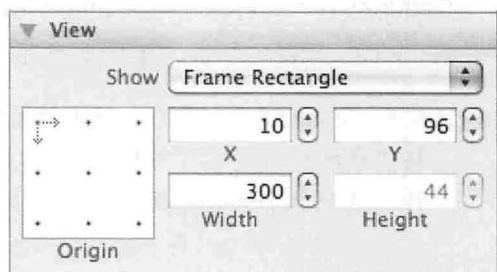 View
Show Frame Rectangle
10 96
X Y
300 44
Width Height
Origin